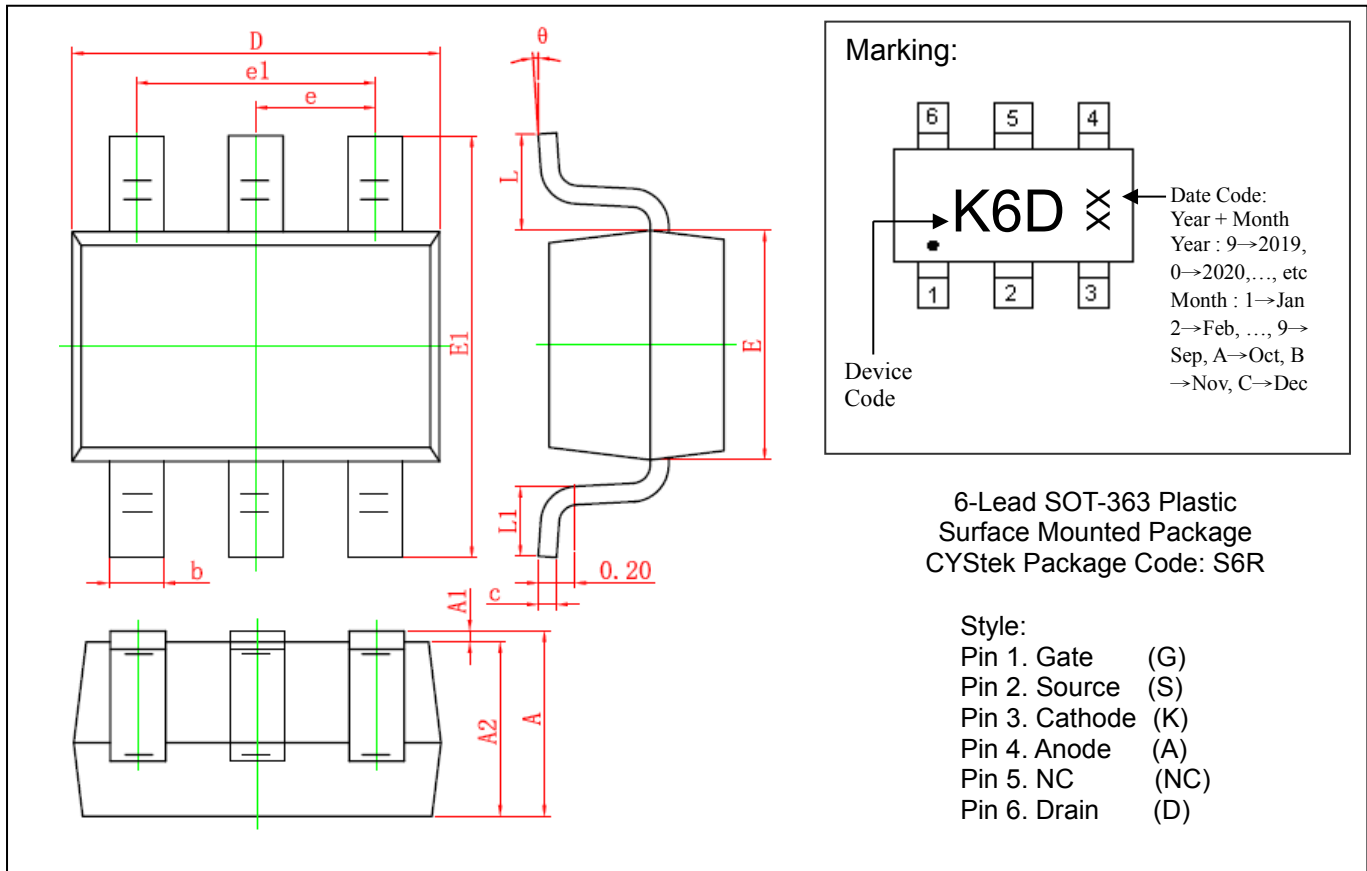 D
e1
e
θ
L
E1
E
L1
b
c
0.20
A1
A2
A
Marking:
6 5 4
K6D XX
1 2 3
Device
Code
Date Code:
Year + Month
Year : 9→2019,
0→2020,…, etc
Month : 1→Jan
2→Feb, …, 9→
Sep, A→Oct, B
→Nov, C→Dec
6-Lead SOT-363 Plastic
Surface Mounted Package
CYStek Package Code: S6R
Style:
Pin 1. Gate (G)
Pin 2. Source (S)
Pin 3. Cathode (K)
Pin 4. Anode (A)
Pin 5. NC (NC)
Pin 6. Drain (D)